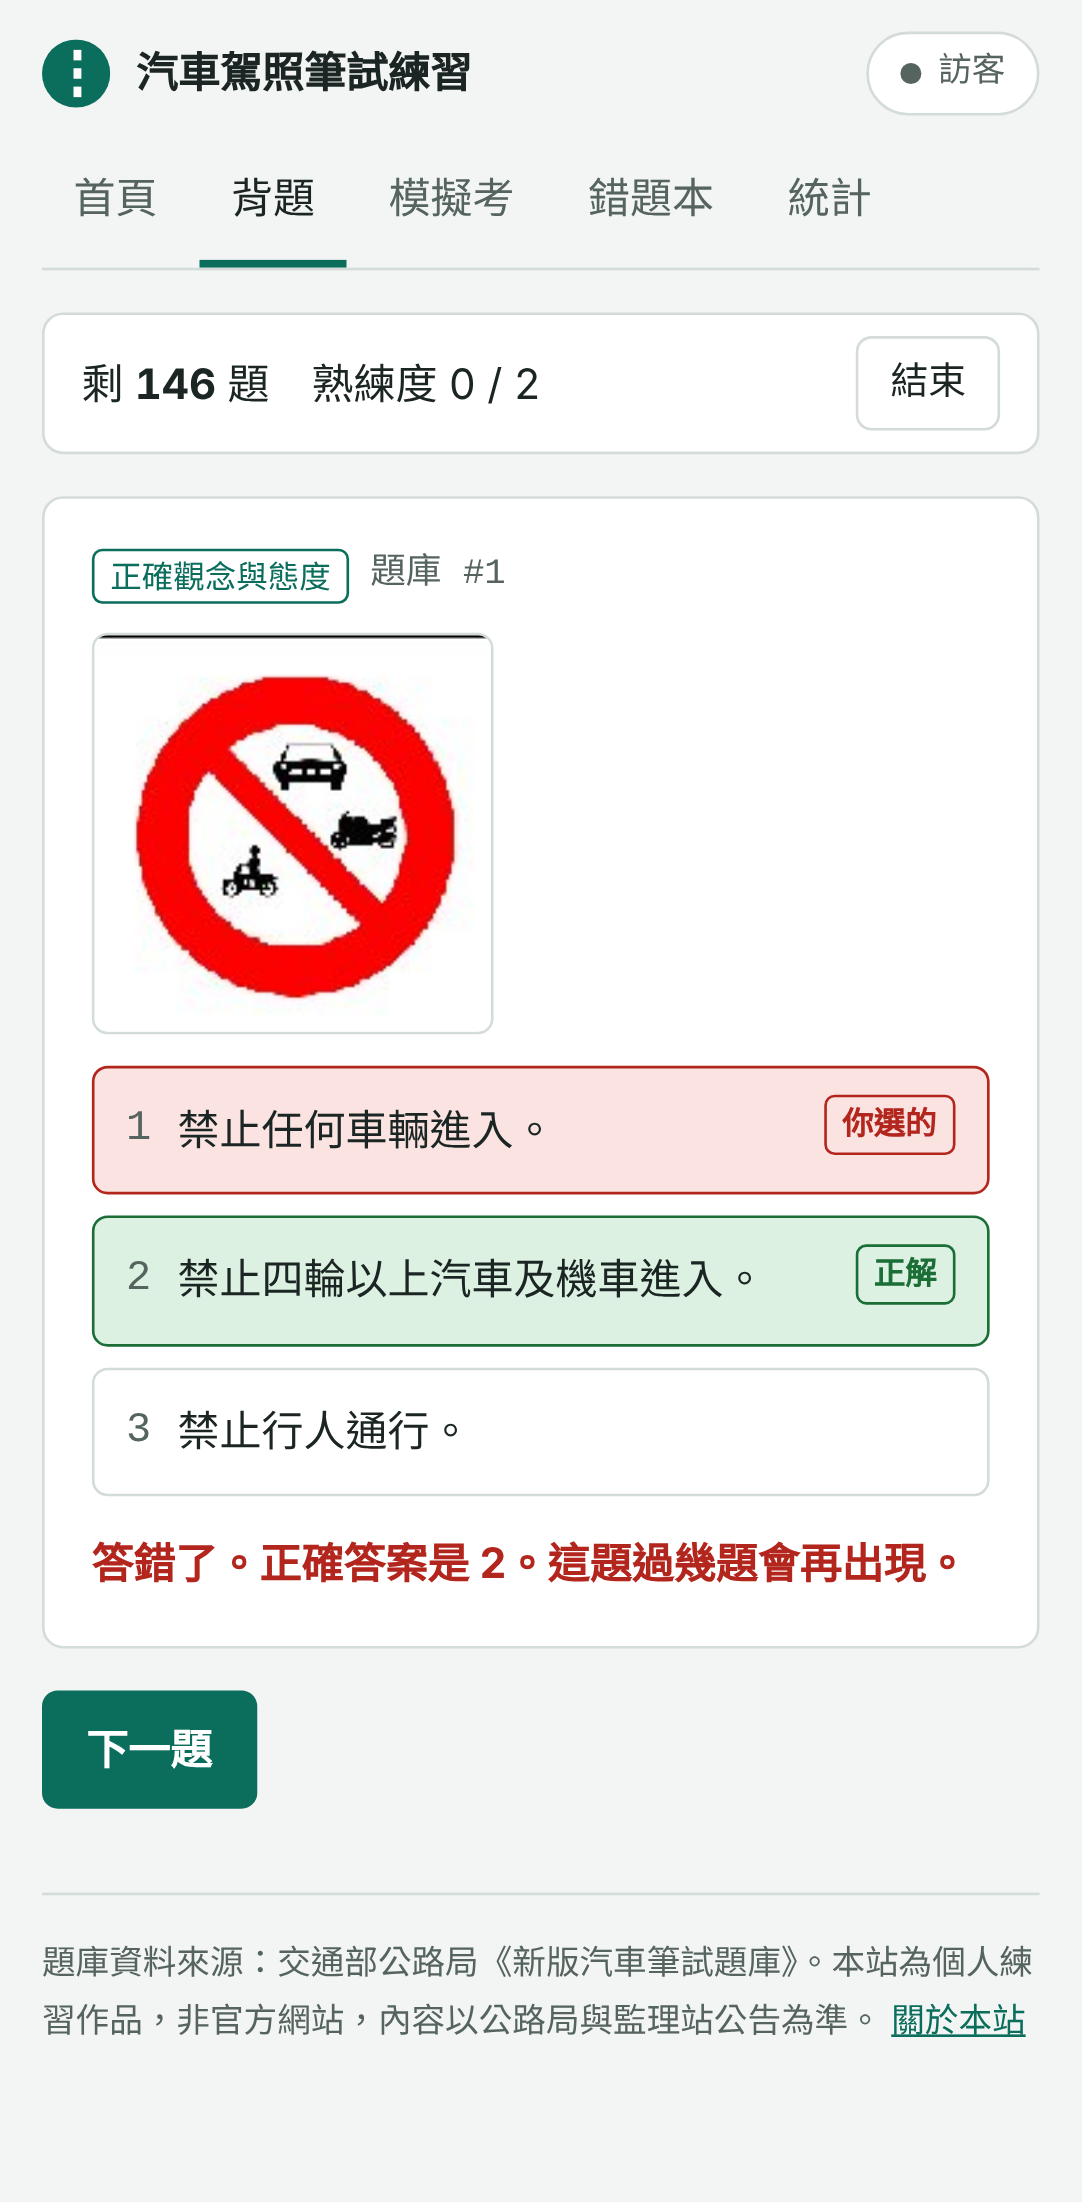 汽車駕照筆試練習
訪客
首頁 背題 模擬考 錯題本 統計
剩 146 題 熟練度 0 / 2
結束
正確觀念與態度 題庫 #1
1 禁止任何車輛進入。 你選的
2 禁止四輪以上汽車及機車進入。 正解
3 禁止行人通行。
答錯了。正確答案是 2。這題過幾題會再出現。
下一題
題庫資料來源：交通部公路局《新版汽車筆試題庫》。本站為個人練
習作品，非官方網站，內容以公路局與監理站公告為準。 關於本站